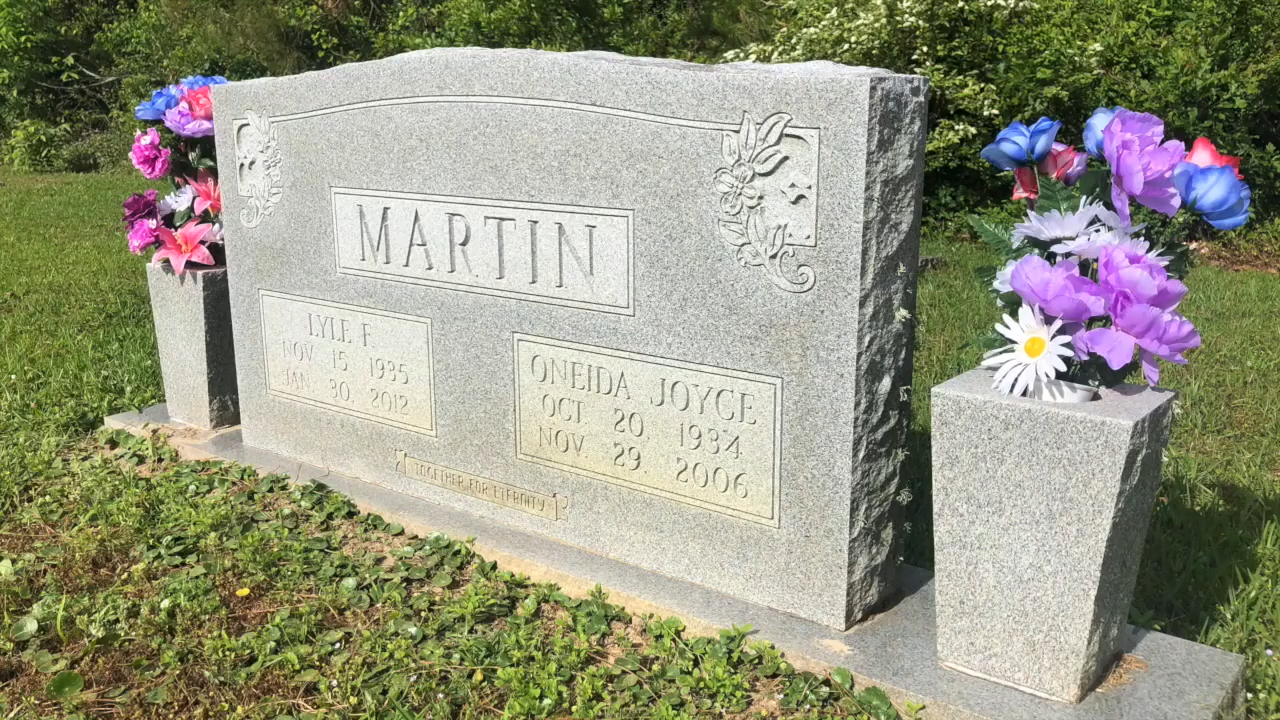 MARTIN
LYLE F.
NOV. 15, 1935
JAN. 30, 2012
ONEIDA JOYCE
OCT. 20, 1934
NOV. 29, 2006
TOGETHER FOR ETERNITY